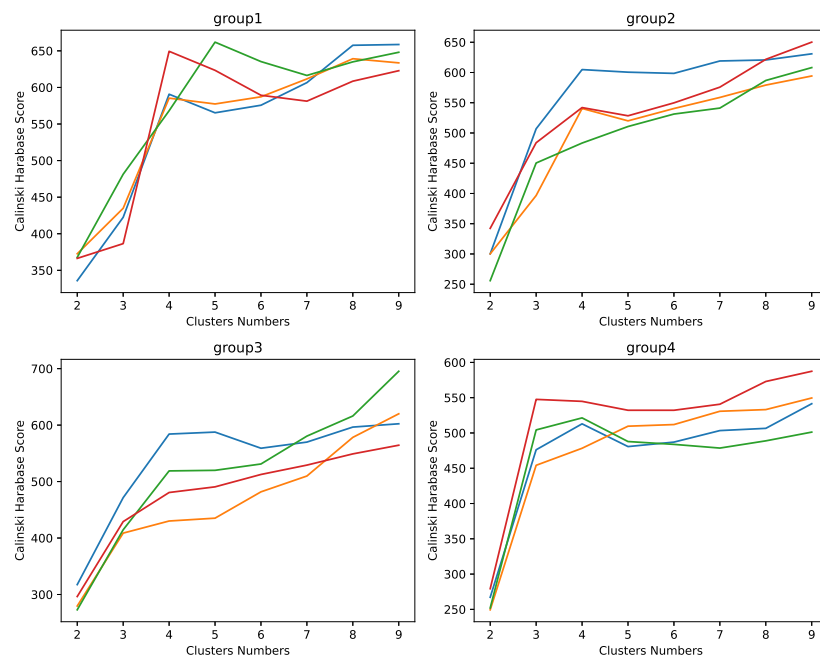 group1
Calinski Harabase Score
650
600
550
500
450
400
350
2 3 4 5 6 7 8 9
Clusters Numbers
group2
Calinski Harabase Score
650
600
550
500
450
400
350
300
250
2 3 4 5 6 7 8 9
Clusters Numbers
group3
Calinski Harabase Score
700
600
500
400
300
2 3 4 5 6 7 8 9
Clusters Numbers
group4
Calinski Harabase Score
600
550
500
450
400
350
300
250
2 3 4 5 6 7 8 9
Clusters Numbers